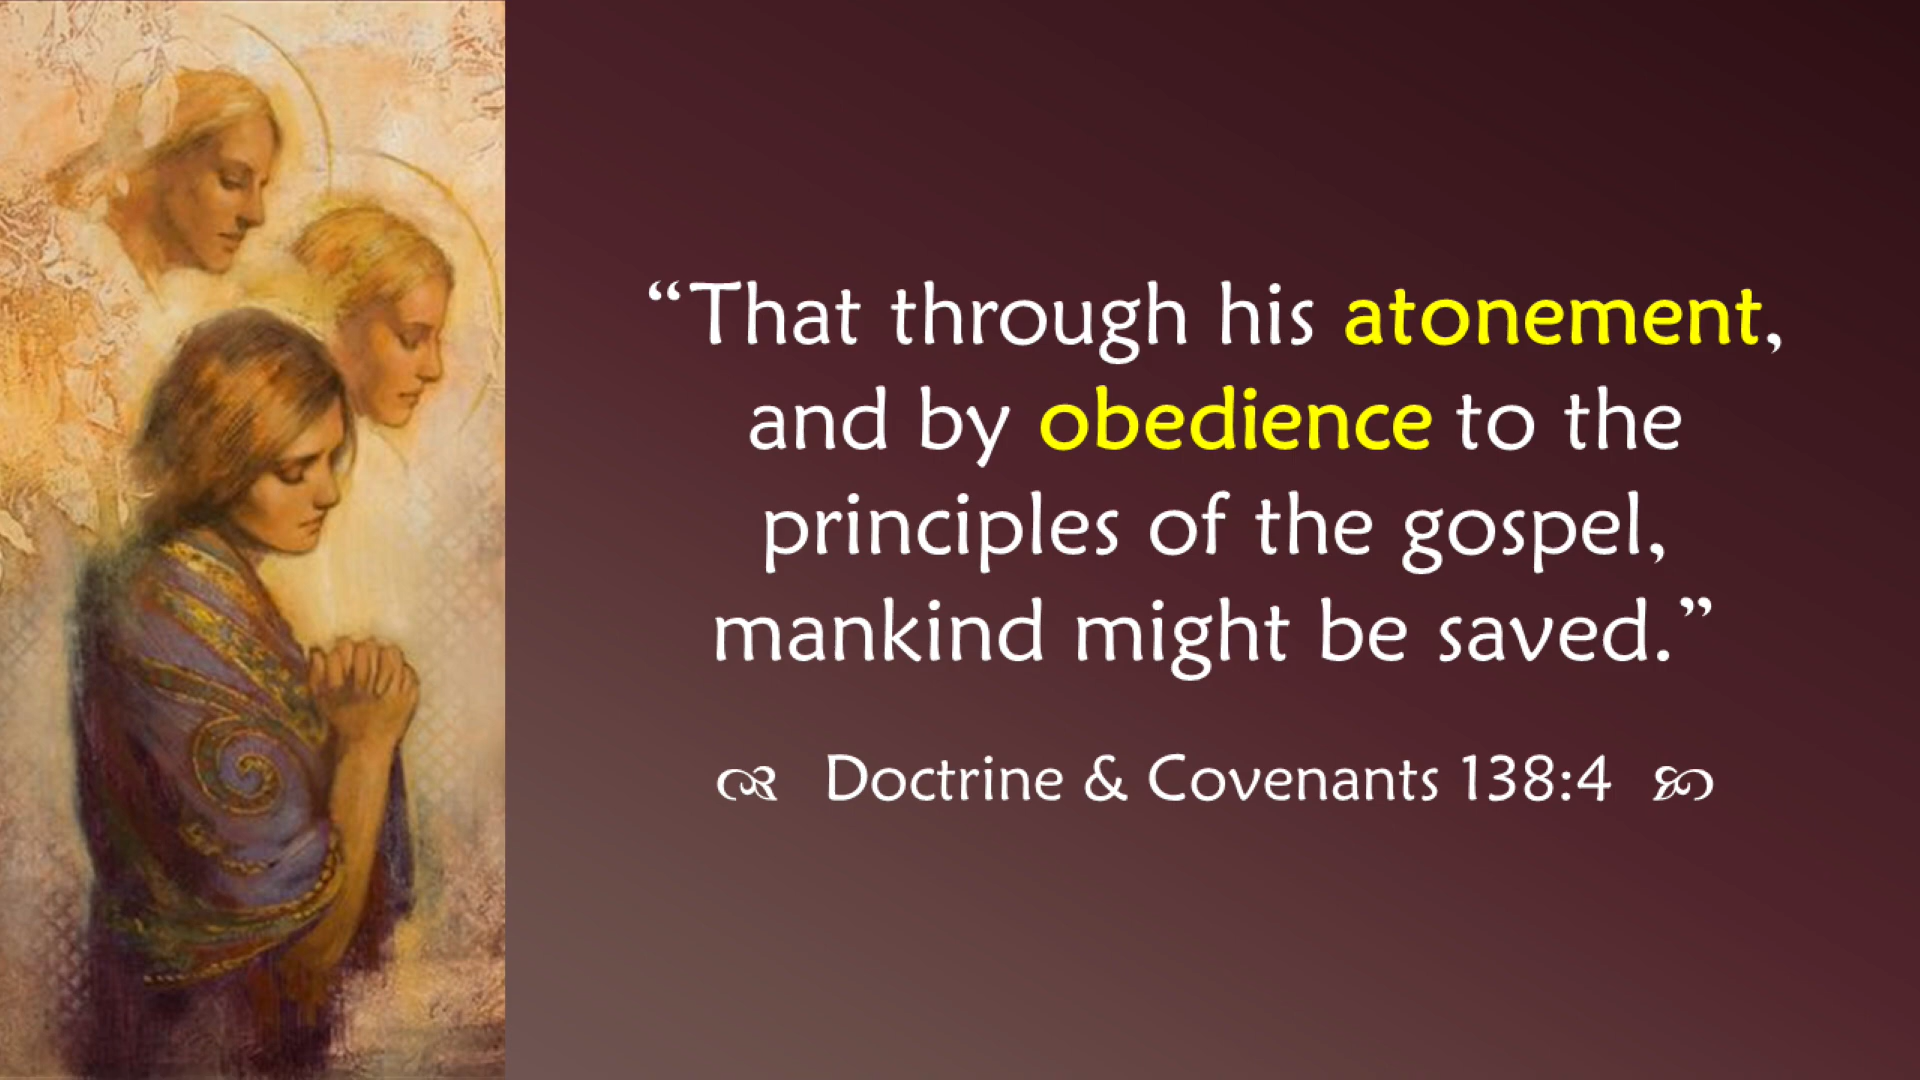 “That through his atonement,
and by obedience to the
principles of the gospel,
mankind might be saved.”
Doctrine & Covenants 138:4